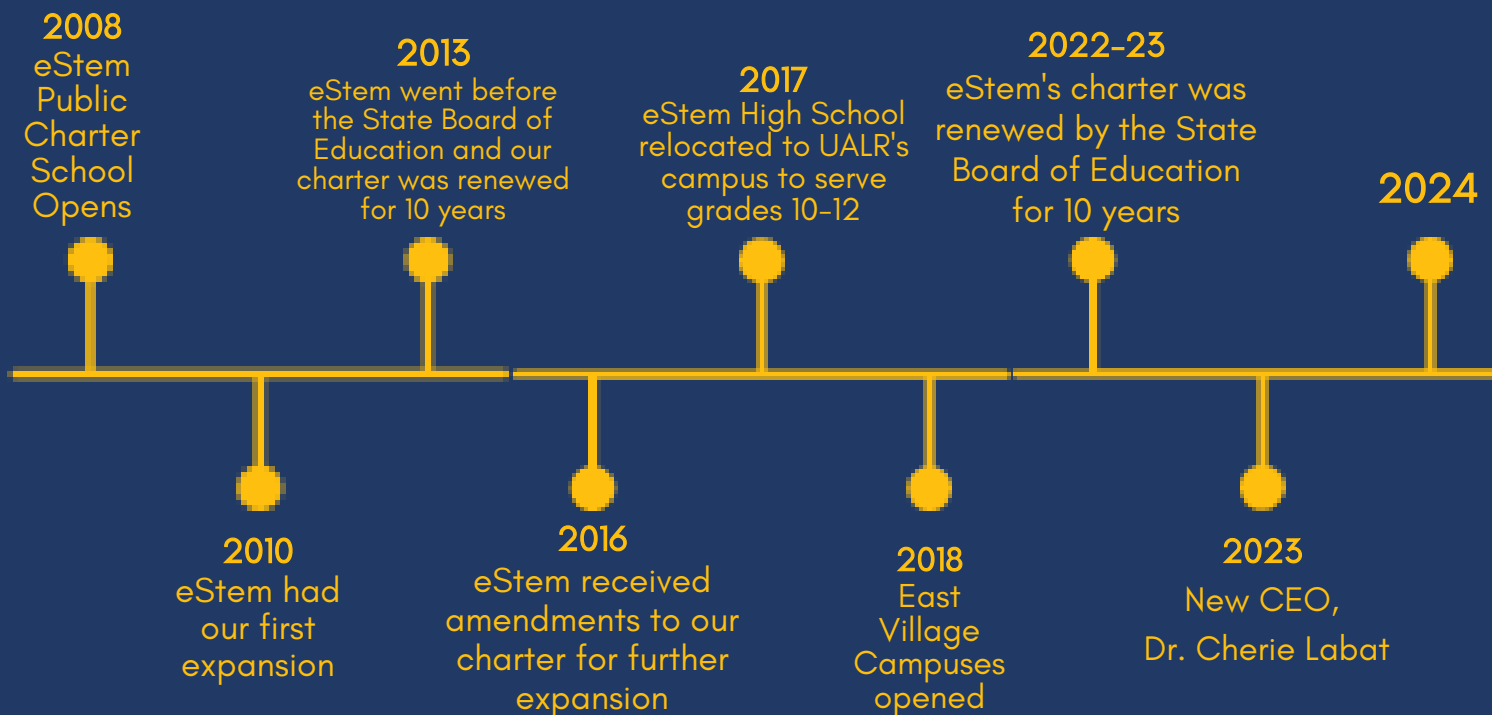 2008
eStem
Public
Charter
School
Opens
2010
eStem had
our first
expansion
2013
eStem went before
the State Board of
Education and our
charter was renewed
for 10 years
2016
eStem received
amendments to our
charter for further
expansion
2017
eStem High School
relocated to UALR's
campus to serve
grades 10-12
2018
East
Village
Campuses
opened
2022-23
eStem's charter was
renewed by the State
Board of Education
for 10 years
2023
New CEO,
Dr. Cherie Labat
2024